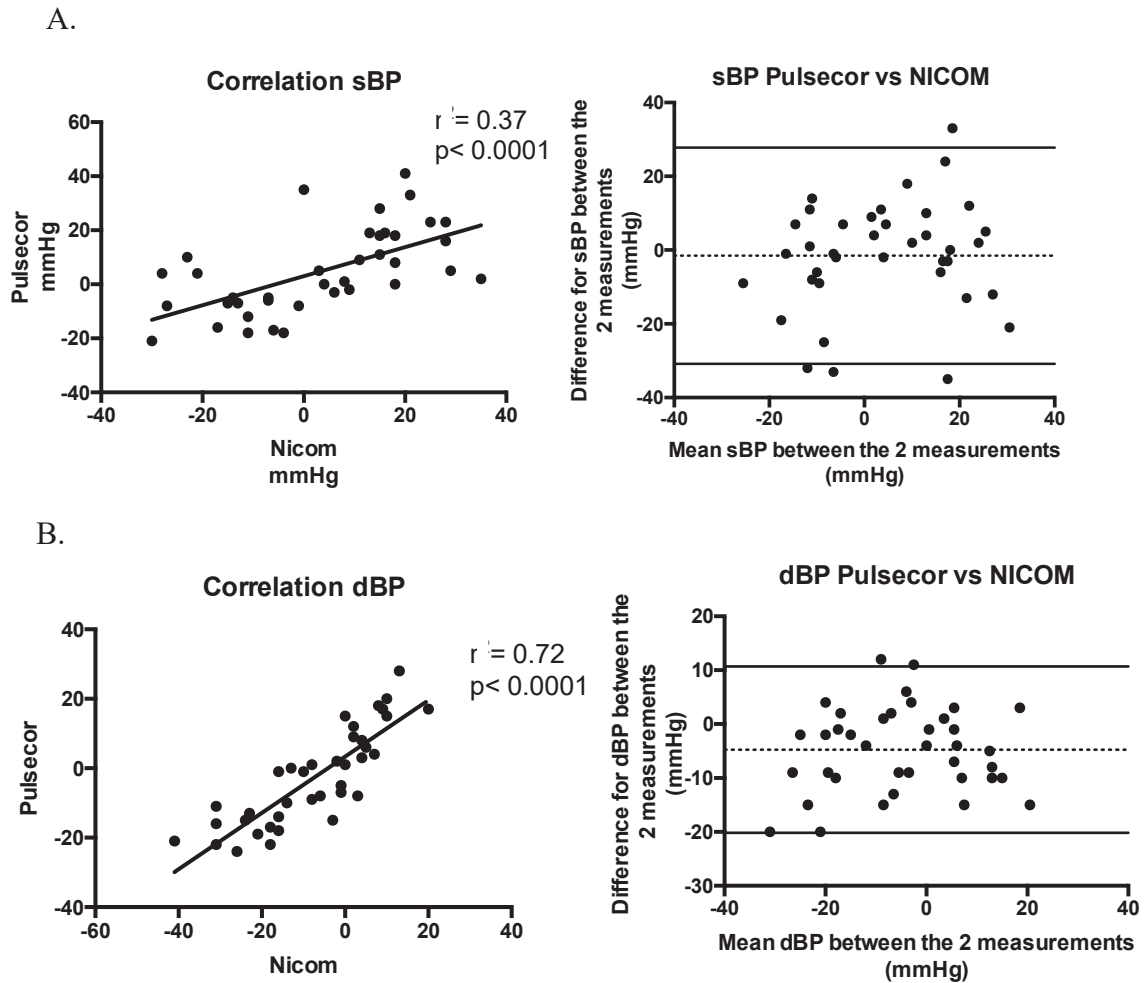 A.
Correlation sBP
r² = 0.37
p< 0.0001
60
40
20
0
-20
-40
Pulsecor
mmHg
-40 -20 0 20 40
Nicom
mmHg
sBP Pulsecor vs NICOM
Difference for sBP between the
2 measurements
(mmHg)
40
20
0
-20
-40
-40 -20 0 20 40
Mean sBP between the 2 measurements
(mmHg)
B.
Correlation dBP
r² = 0.72
p< 0.0001
40
20
0
-20
-40
Pulsecor
-60 -40 -20 0 20 40
Nicom
dBP Pulsecor vs NICOM
Difference for dBP between the
2 measurements
(mmHg)
20
10
0
-10
-20
-30
-40 -20 0 20 40
Mean dBP between the 2 measurements
(mmHg)